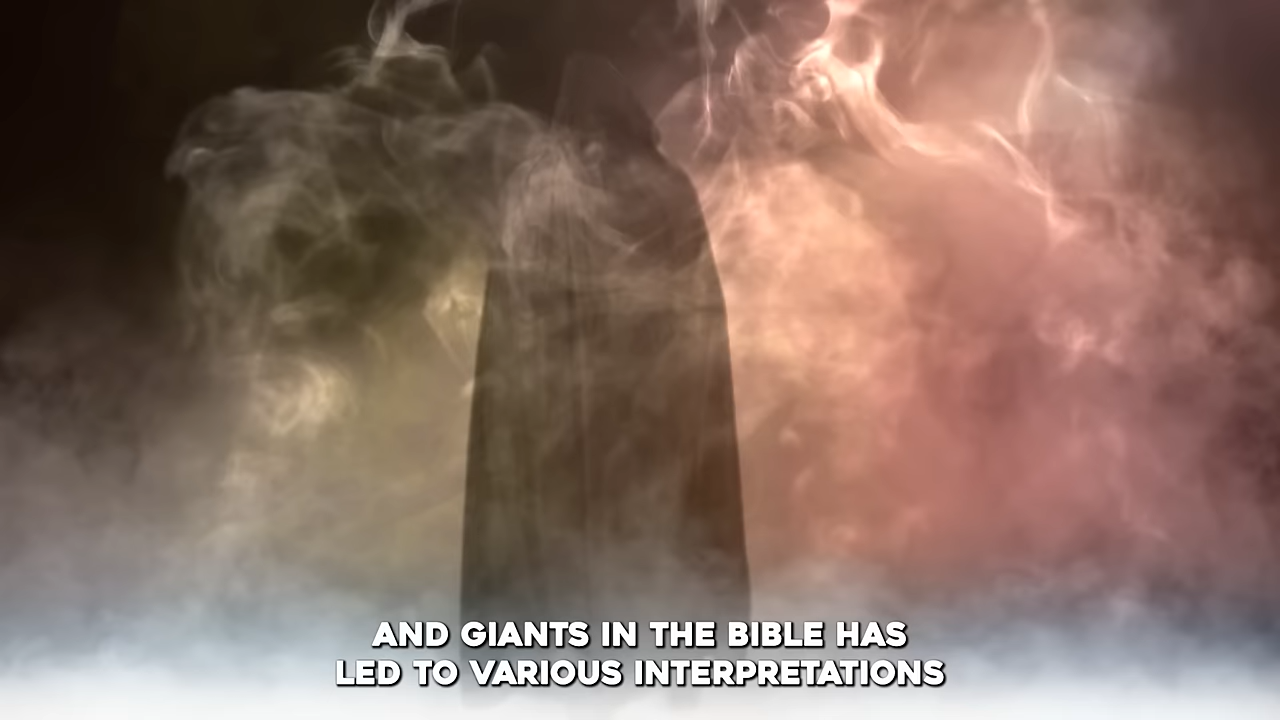 AND GIANTS IN THE BIBLE HAS
LED TO VARIOUS INTERPRETATIONS